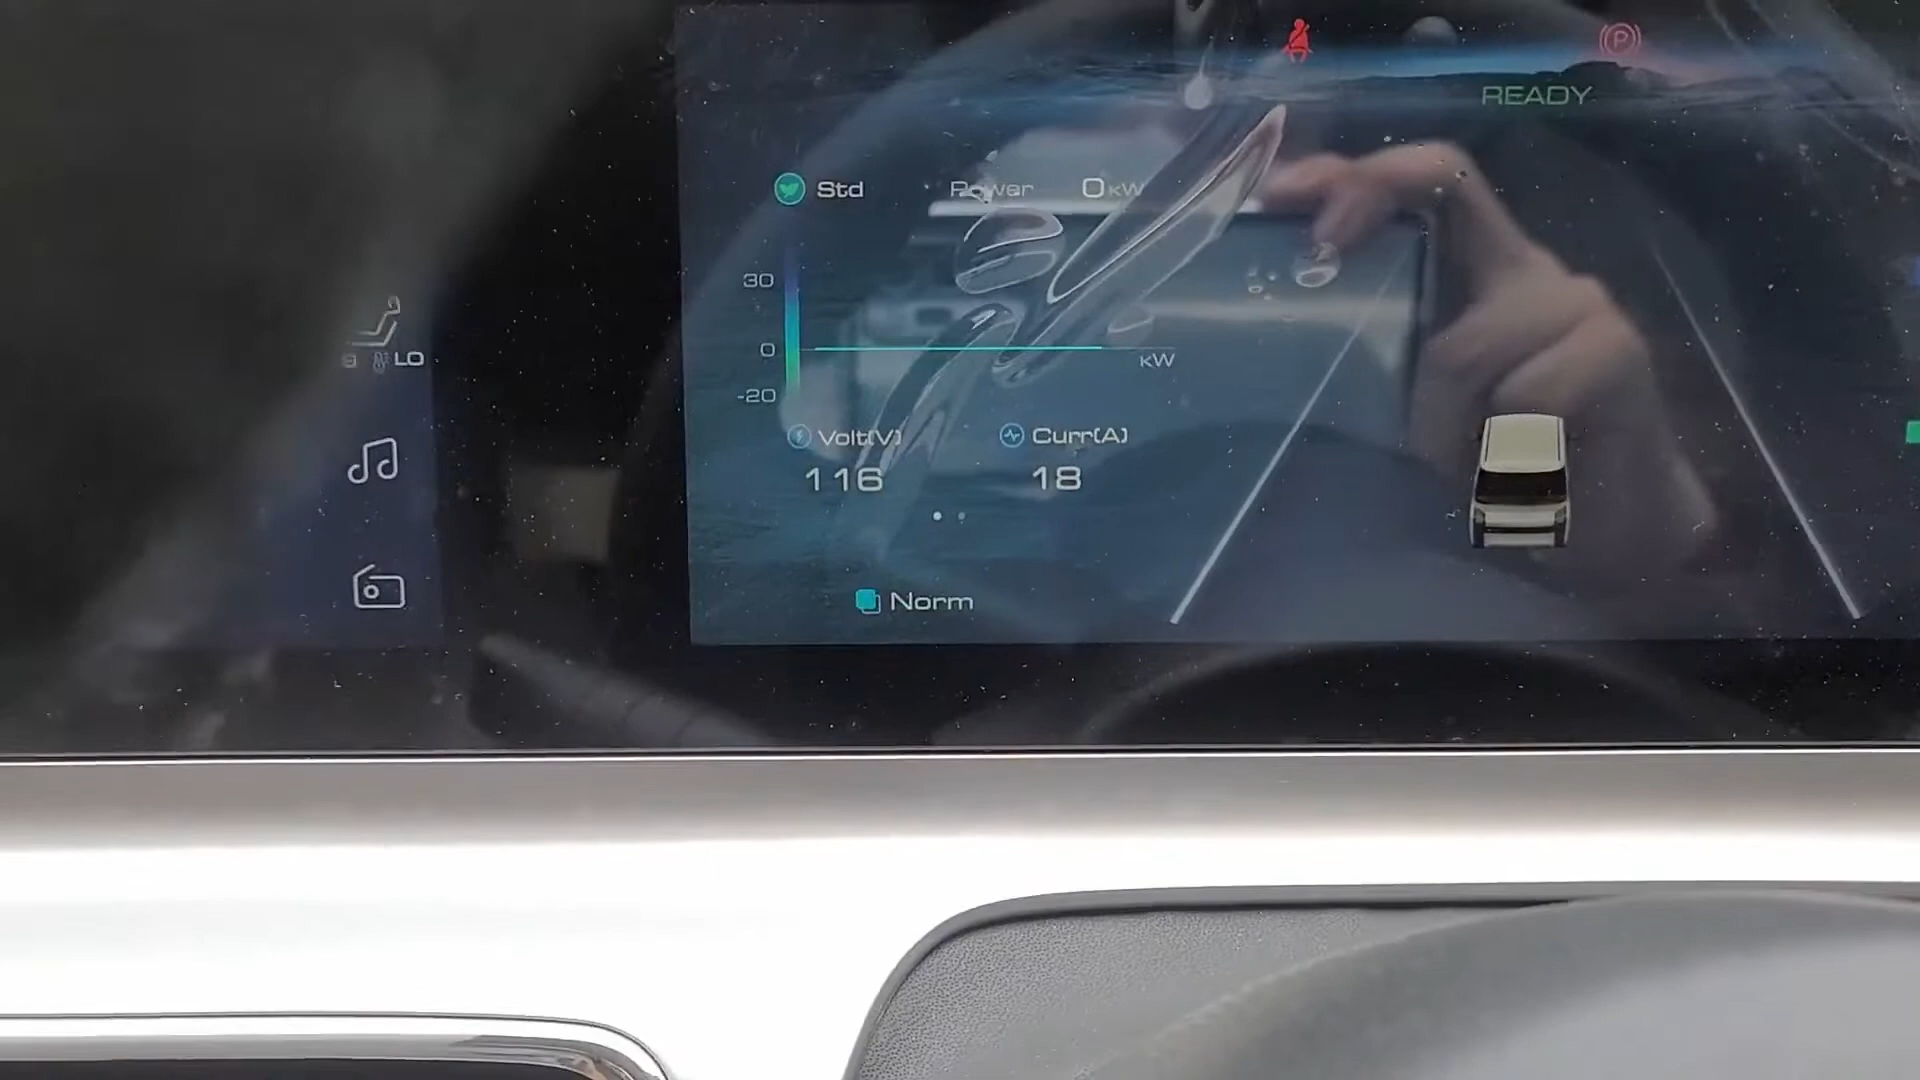 READY
Std Power 0 kW
30
0
kW
-20
Volt(V) Curr(A)
116 18
LO
Norm